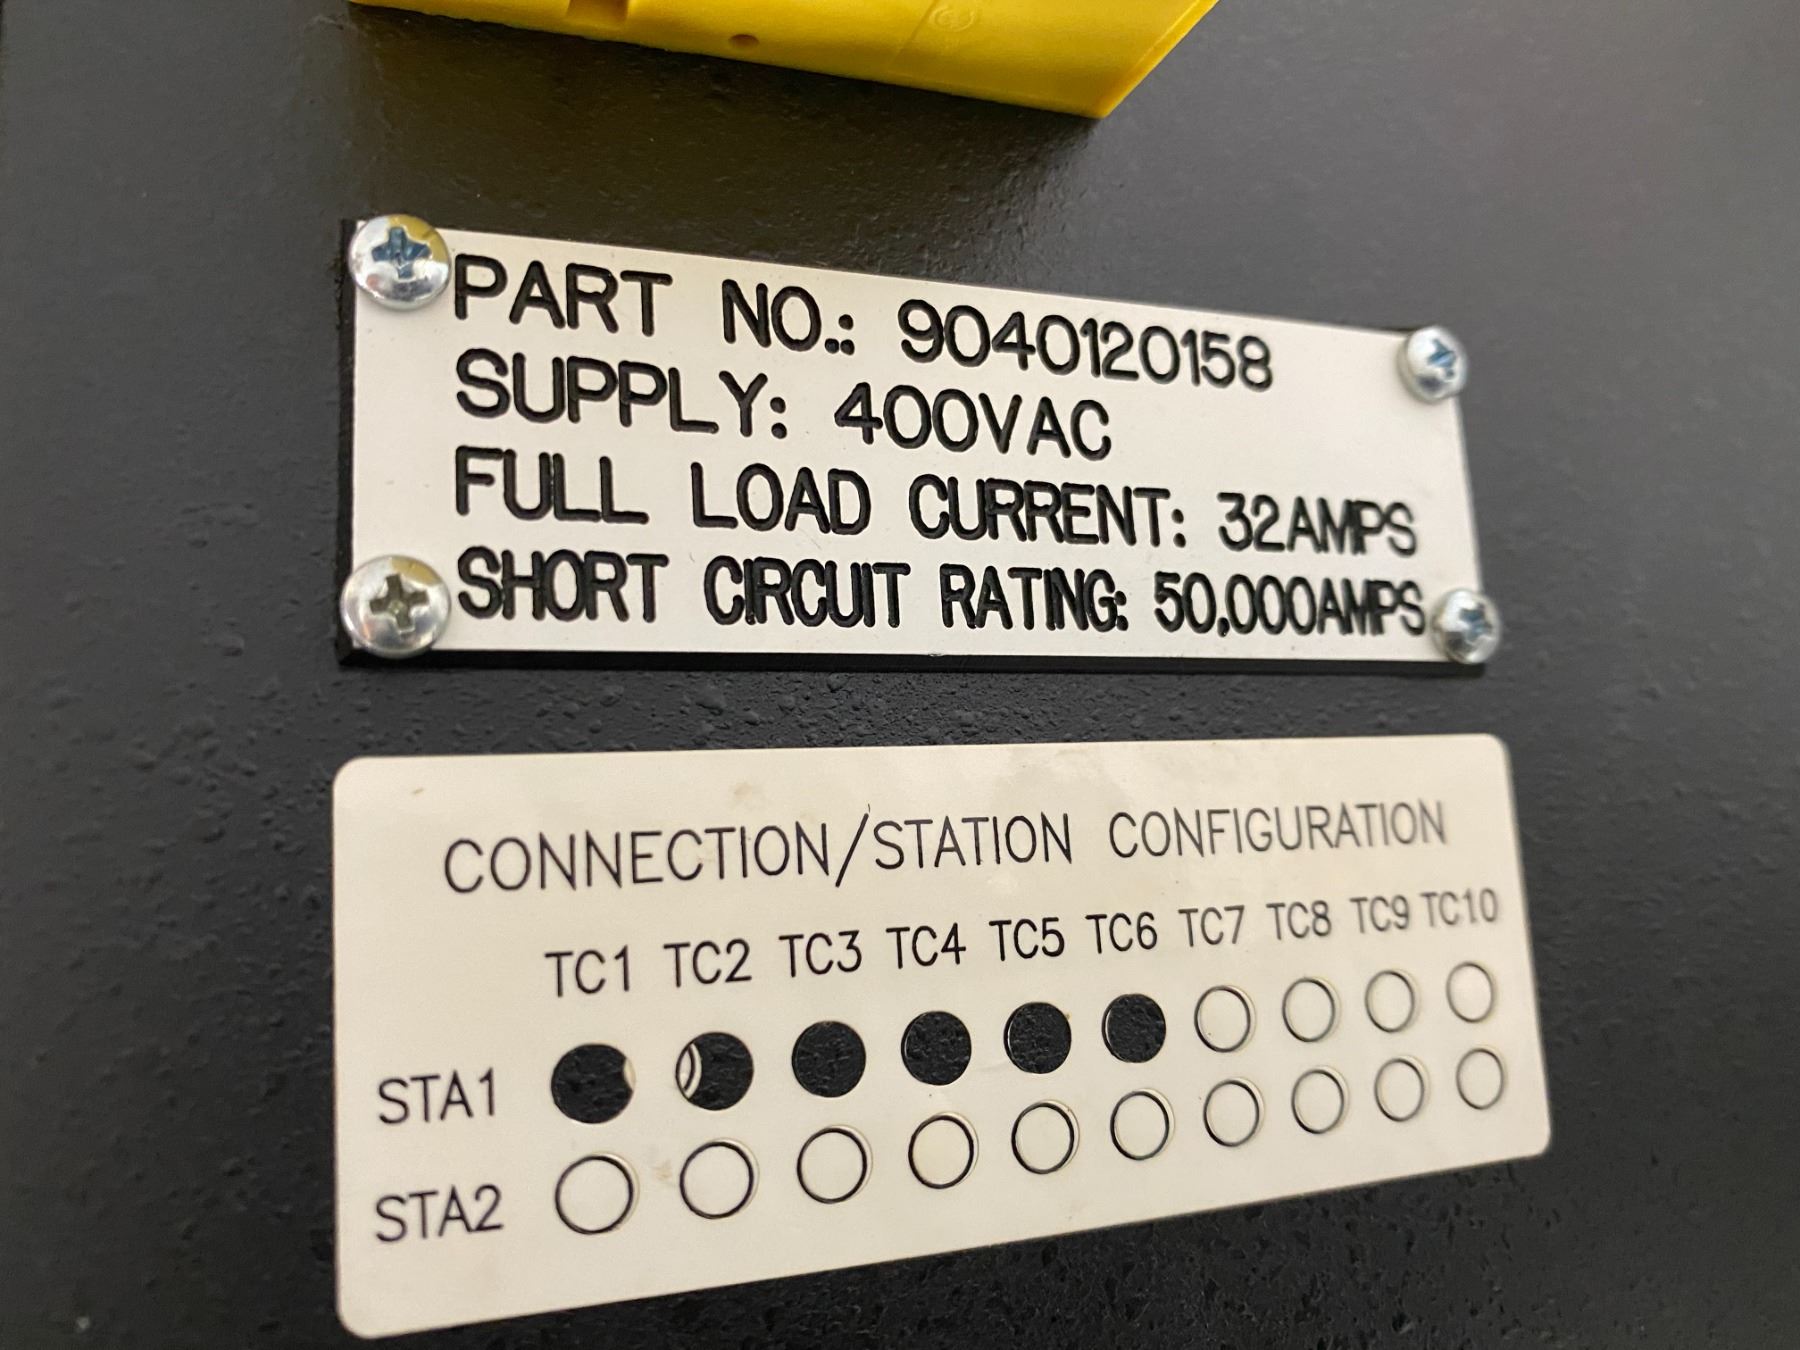 PART NO.: 9040120158
SUPPLY: 400VAC
FULL LOAD CURRENT: 32AMPS
SHORT CIRCUIT RATING: 50,000AMPS
CONNECTION/STATION CONFIGURATION
TC1 TC2 TC3 TC4 TC5 TC6 TC7 TC8 TC9 TC10
STA1
STA2